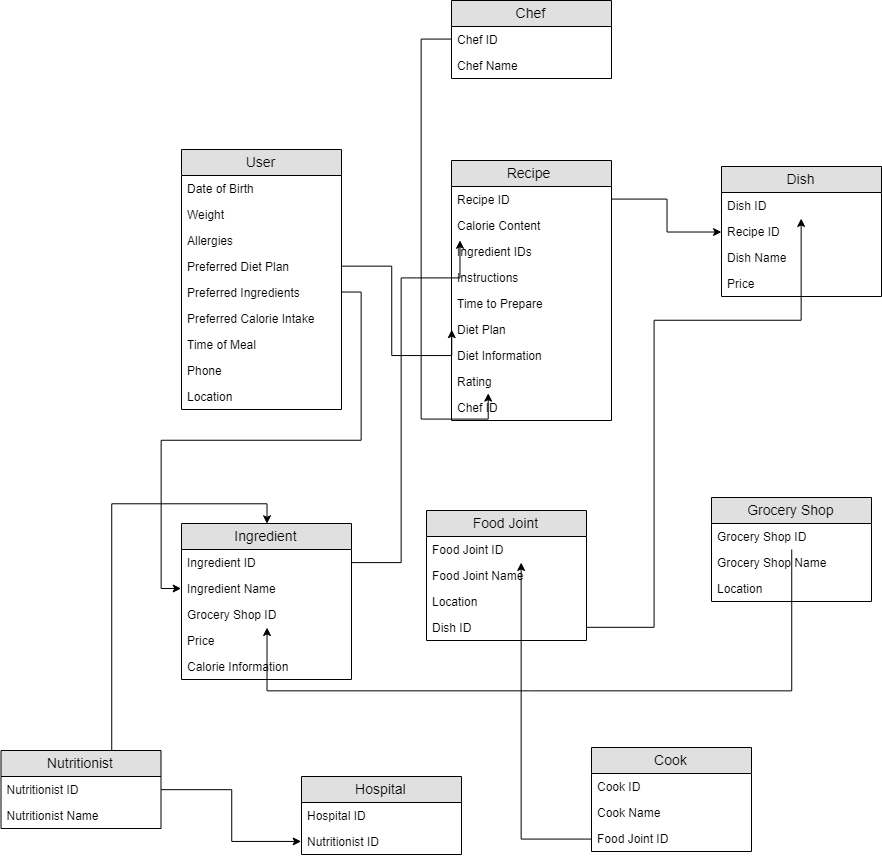 Chef
Chef ID
Chef Name
User
Date of Birth
Weight
Allergies
Preferred Diet Plan
Preferred Ingredients
Preferred Calorie Intake
Time of Meal
Phone
Location
Recipe
Recipe ID
Calorie Content
Ingredient IDs
Instructions
Time to Prepare
Diet Plan
Diet Information
Rating
Chef ID
Dish
Dish ID
Recipe ID
Dish Name
Price
Ingredient
Ingredient ID
Ingredient Name
Grocery Shop ID
Price
Calorie Information
Food Joint
Food Joint ID
Food Joint Name
Location
Dish ID
Grocery Shop
Grocery Shop ID
Grocery Shop Name
Location
Nutritionist
Nutritionist ID
Nutritionist Name
Hospital
Hospital ID
Nutritionist ID
Cook
Cook ID
Cook Name
Food Joint ID